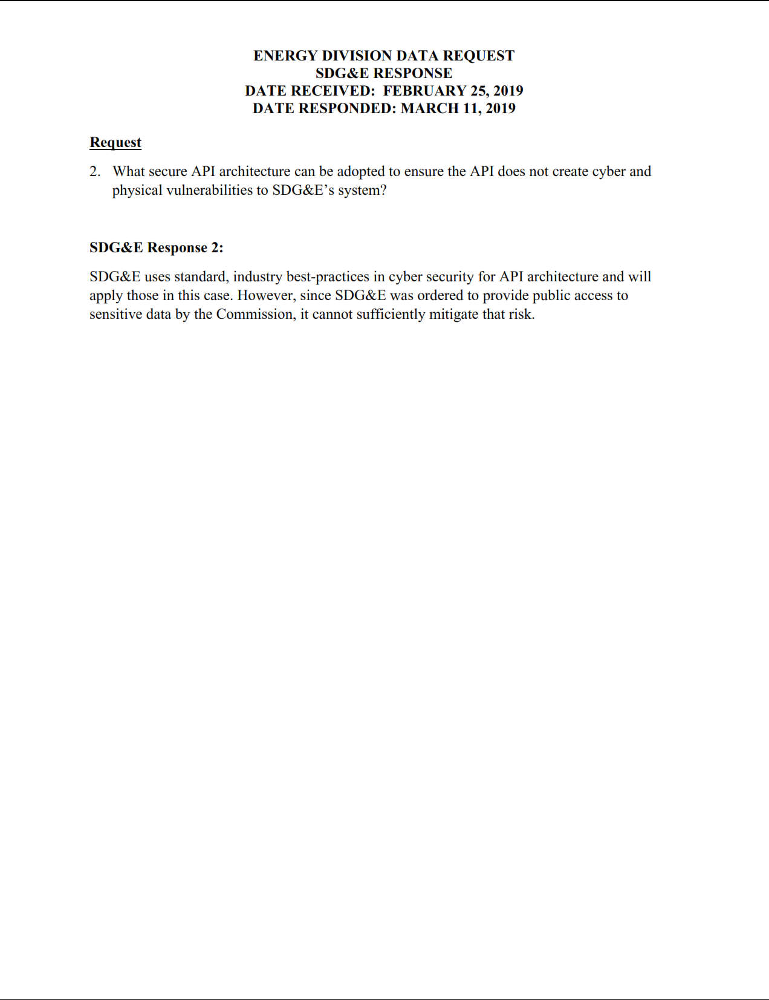 ENERGY DIVISION DATA REQUEST
SDG&E RESPONSE
DATE RECEIVED:  FEBRUARY 25, 2019
DATE RESPONDED: MARCH 11, 2019
Request
2. What secure API architecture can be adopted to ensure the API does not create cyber and
physical vulnerabilities to SDG&E’s system?
SDG&E Response 2:
SDG&E uses standard, industry best-practices in cyber security for API architecture and will
apply those in this case. However, since SDG&E was ordered to provide public access to
sensitive data by the Commission, it cannot sufficiently mitigate that risk.